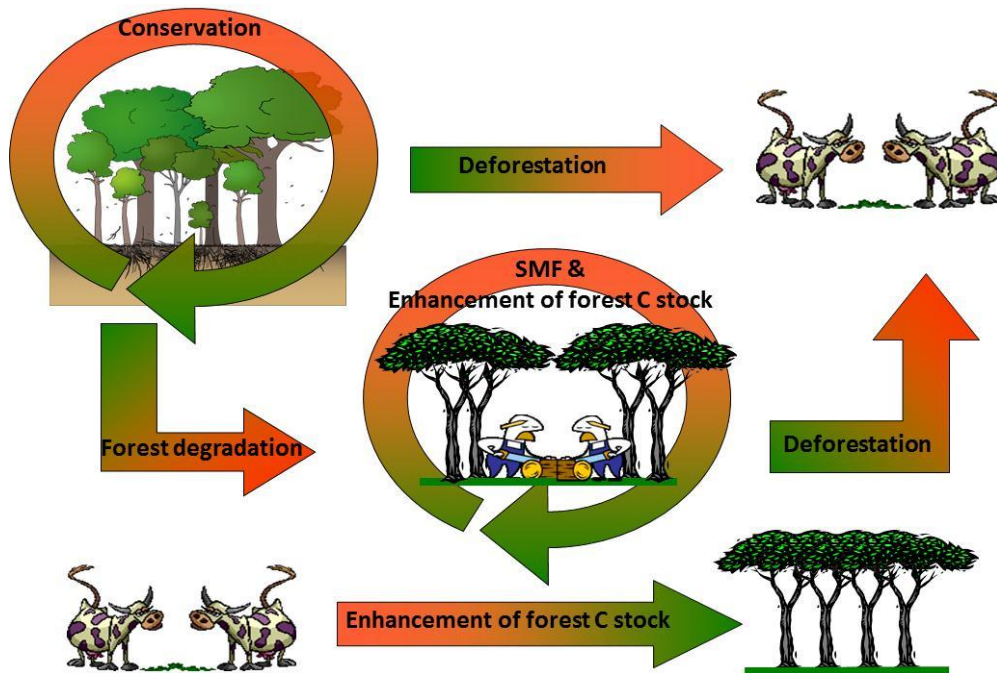 Conservation
Deforestation
SMF &
Enhancement of forest C stock
Forest degradation
Deforestation
Enhancement of forest C stock